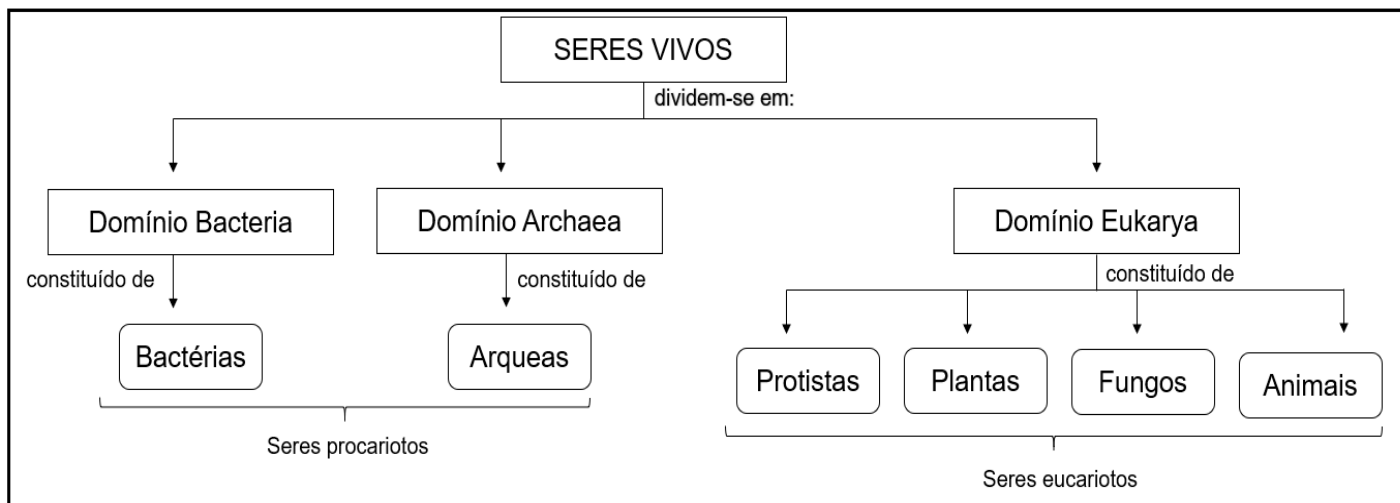 SERES VIVOS
dividem-se em:
Domínio Bacteria
Domínio Archaea
Domínio Eukarya
constituído de
constituído de
constituído de
Bactérias
Arqueas
Protistas
Plantas
Fungos
Animais
Seres procariotos
Seres eucariotos